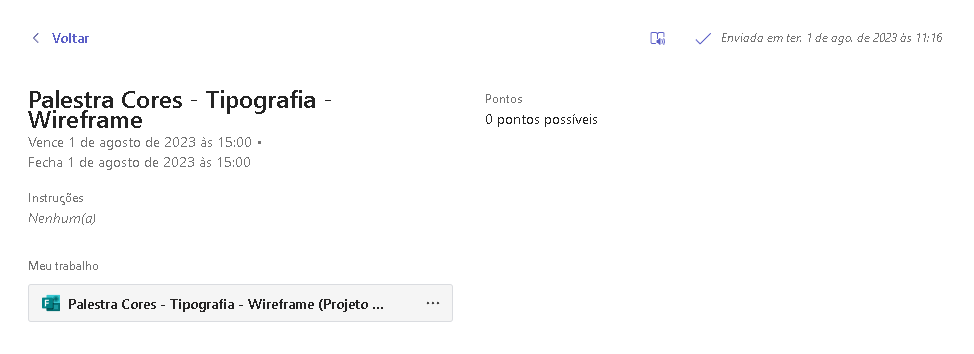 Voltar
Enviada em ter. 1 de ago. de 2023 às 11:16
Palestra Cores - Tipografia -
Wireframe
Vence 1 de agosto de 2023 às 15:00 •
Fecha 1 de agosto de 2023 às 15:00
Pontos
0 pontos possíveis
Instruções
Nenhum(a)
Meu trabalho
Palestra Cores - Tipografia - Wireframe (Projeto ...